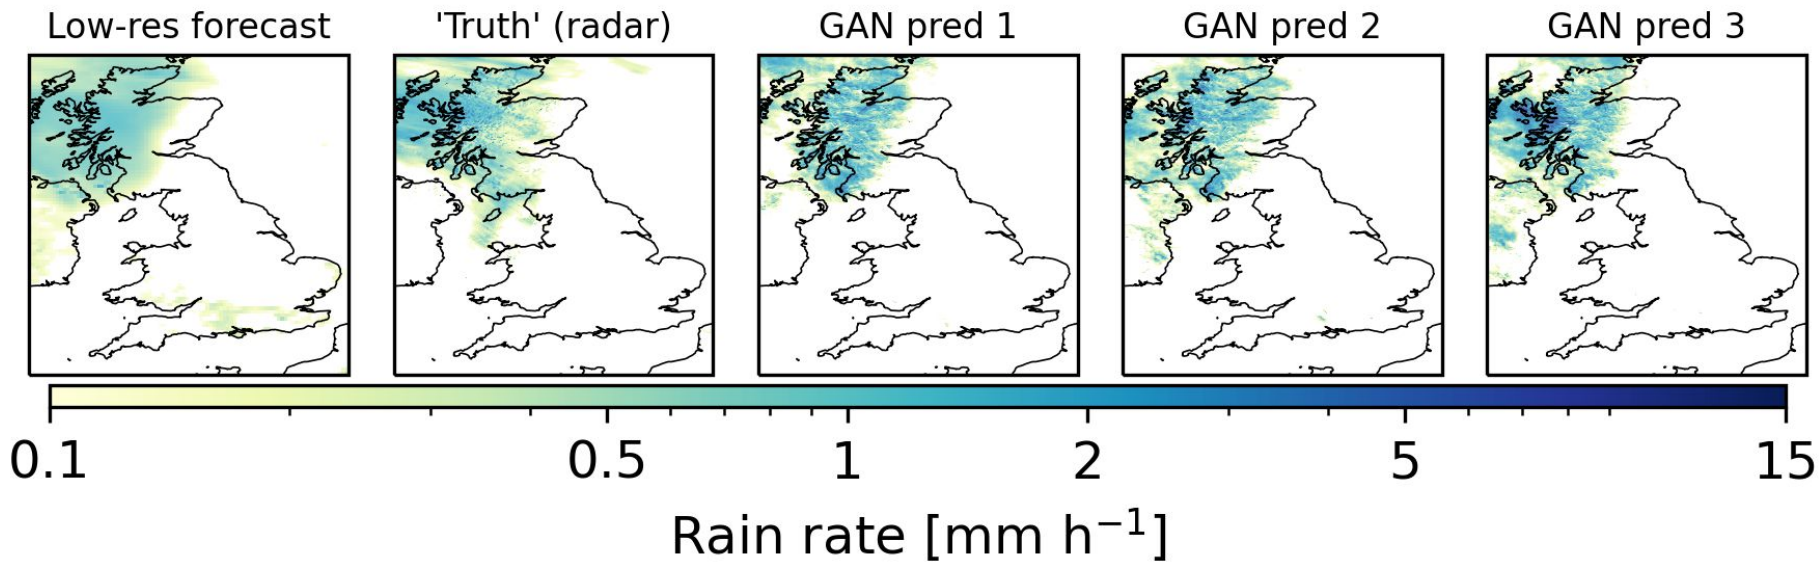 Low-res forecast 'Truth' (radar) GAN pred 1 GAN pred 2 GAN pred 3
0.1 0.5 1 2 5 15
Rain rate [mm h⁻¹]